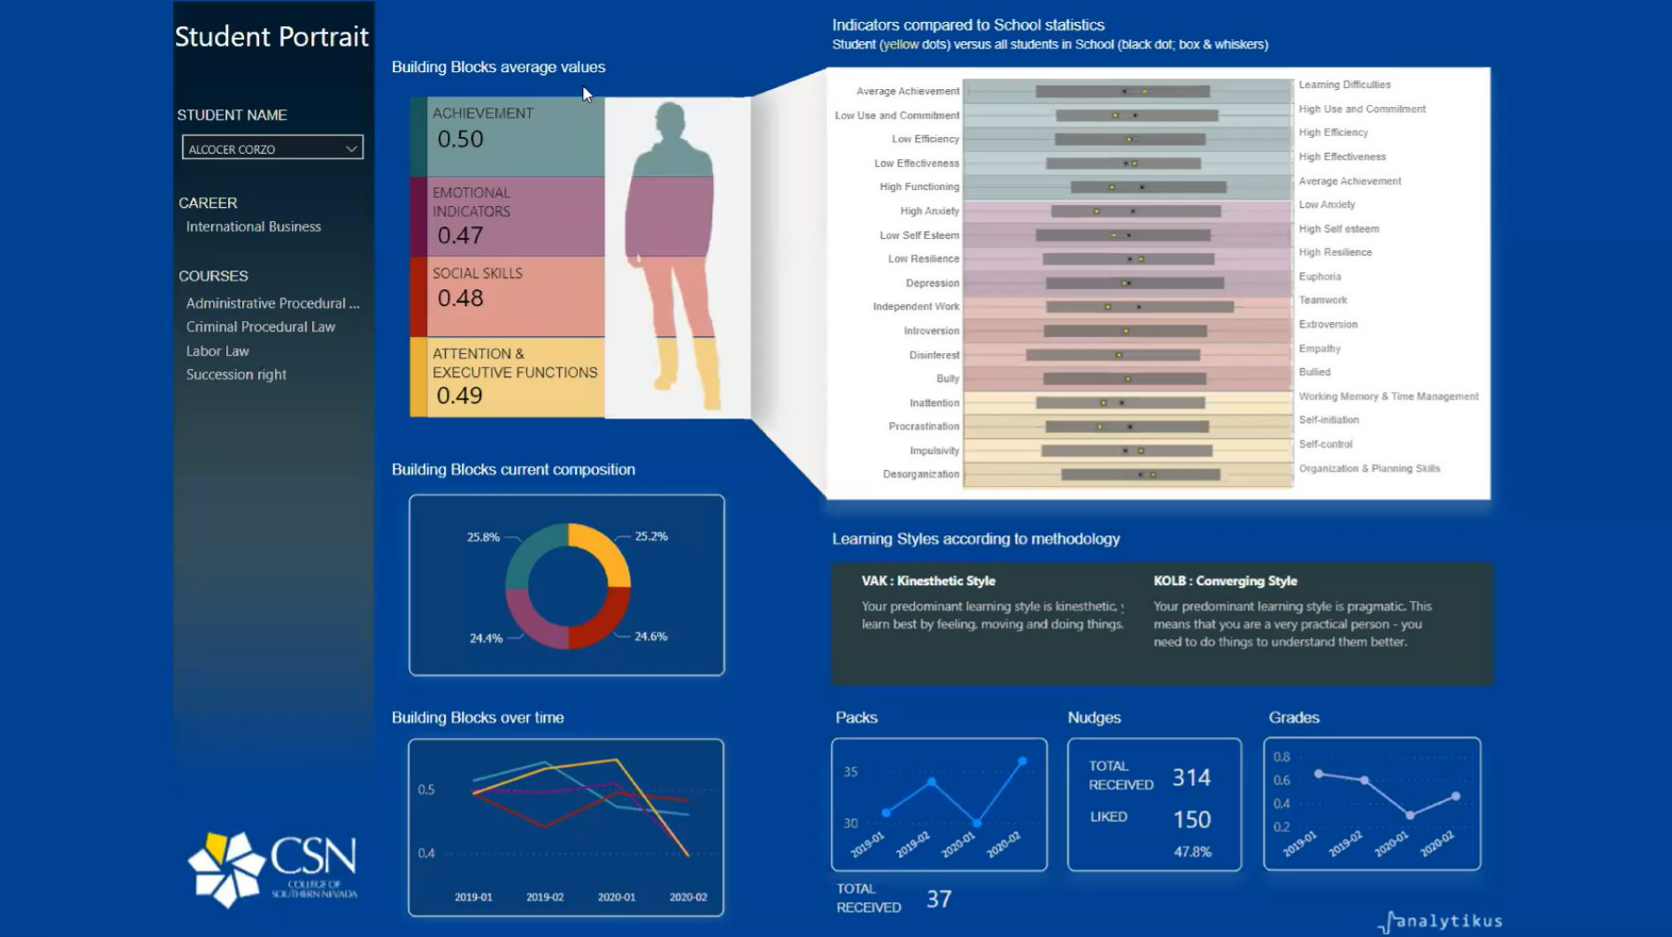 Student Portrait
STUDENT NAME
ALCOCER CORZO
CAREER
International Business
COURSES
Administrative Procedural ...
Criminal Procedural Law
Labor Law
Succession right
CSN
COLLEGE OF
SOUTHERN NEVADA
Building Blocks average values
ACHIEVEMENT
0.50
EMOTIONAL
INDICATORS
0.47
SOCIAL SKILLS
0.48
ATTENTION &
EXECUTIVE FUNCTIONS
0.49
Building Blocks current composition
25.8%
25.2%
24.4%
24.6%
Building Blocks over time
0.5
0.4
2019-01 2019-02 2020-01 2020-02
Indicators compared to School statistics
Student (yellow dots) versus all students in School (black dot; box & whiskers)
Average Achievement Learning Difficulties
Low Use and Commitment High Use and Commitment
Low Efficiency High Efficiency
Low Effectiveness High Effectiveness
High Functioning Average Achievement
High Anxiety Low Anxiety
Low Self Esteem High Self esteem
Low Resilience High Resilience
Depression Euphoria
Independent Work Teamwork
Introversion Extroversion
Disinterest Empathy
Bully Bullied
Inattention Working Memory & Time Management
Procrastination Self-initiation
Impulsivity Self-control
Desorganization Organization & Planning Skills
Learning Styles according to methodology
VAK : Kinesthetic Style
Your predominant learning style is kinesthetic,
learn best by feeling, moving and doing things.
KOLB : Converging Style
Your predominant learning style is pragmatic. This
means that you are a very practical person - you
need to do things to understand them better.
Packs
35
30
2019-01 2019-02 2020-01 2020-02
TOTAL
RECEIVED 37
Nudges
TOTAL
RECEIVED 314
LIKED 150
47.8%
Grades
0.8
0.6
0.4
0.2
2019-01 2019-02 2020-01 2020-02
analytikus